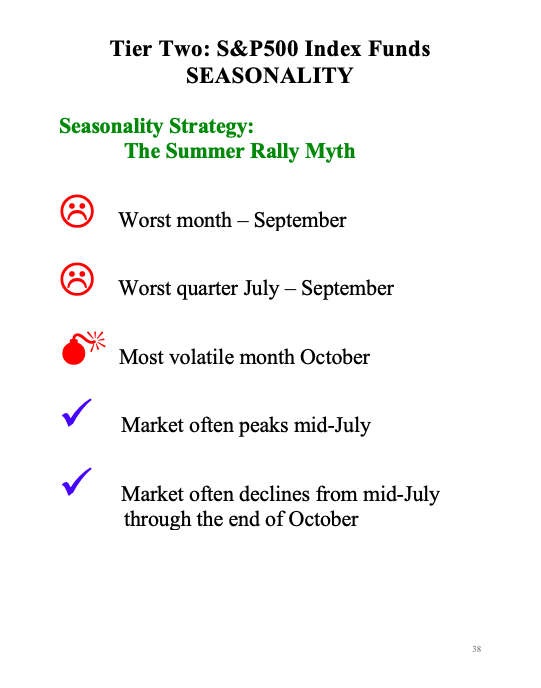 Tier Two: S&P500 Index Funds
SEASONALITY
Seasonality Strategy:
The Summer Rally Myth
Worst month – September
Worst quarter July – September
Most volatile month October
Market often peaks mid-July
Market often declines from mid-July
through the end of October
38